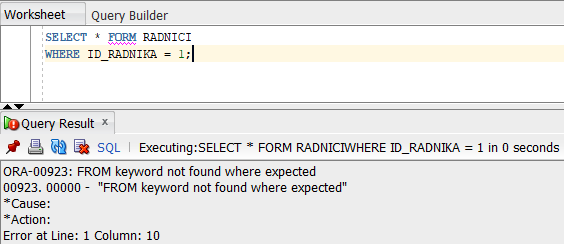 Worksheet Query Builder
SELECT * FORM RADNICI
WHERE ID_RADNIKA = 1;
Query Result x
SQL | Executing:SELECT * FORM RADNICIWHERE ID_RADNIKA = 1 in 0 seconds
ORA-00923: FROM keyword not found where expected
00923. 00000 - "FROM keyword not found where expected"
*Cause:
*Action:
Error at Line: 1 Column: 10